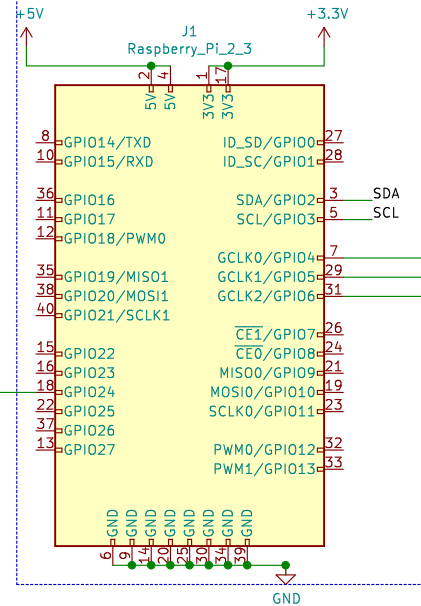 +5V
+3.3V
J1
Raspberry_Pi_2_3
2 4 1 17
5V 5V 3V3 3V3
8 GPIO14/TXD ID_SD/GPIO0 27
10 GPIO15/RXD ID_SC/GPIO1 28
36 GPIO16 SDA/GPIO2 3 SDA
11 GPIO17 SCL/GPIO3 5 SCL
12 GPIO18/PWM0
GCLK0/GPIO4 7
35 GPIO19/MISO1 GCLK1/GPIO5 29
38 GPIO20/MOSI1 GCLK2/GPIO6 31
40 GPIO21/SCLK1
CE1/GPIO7 26
15 GPIO22 CE0/GPIO8 24
16 GPIO23 MISO0/GPIO9 21
18 GPIO24 MOSI0/GPIO10 19
22 GPIO25 SCLK0/GPIO11 23
37 GPIO26
13 GPIO27 PWM0/GPIO12 32
PWM1/GPIO13 33
GND GND GND GND GND GND GND GND
6 9 14 20 25 30 34 39
GND